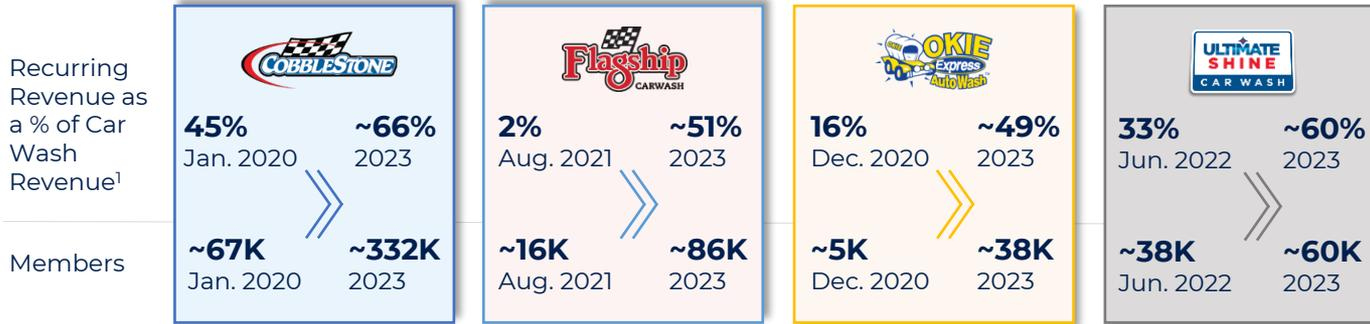 COBBLESTONE
Flagship
CARWASH
OKIE
Express
Auto Wash
ULTIMATE
SHINE
CAR WASH
Recurring
Revenue as
a % of Car
Wash
Revenue¹
45% ~66%
Jan. 2020 2023
2% ~51%
Aug. 2021 2023
16% ~49%
Dec. 2020 2023
33% ~60%
Jun. 2022 2023
Members
~67K ~332K
Jan. 2020 2023
~16K ~86K
Aug. 2021 2023
~5K ~38K
Dec. 2020 2023
~38K ~60K
Jun. 2022 2023